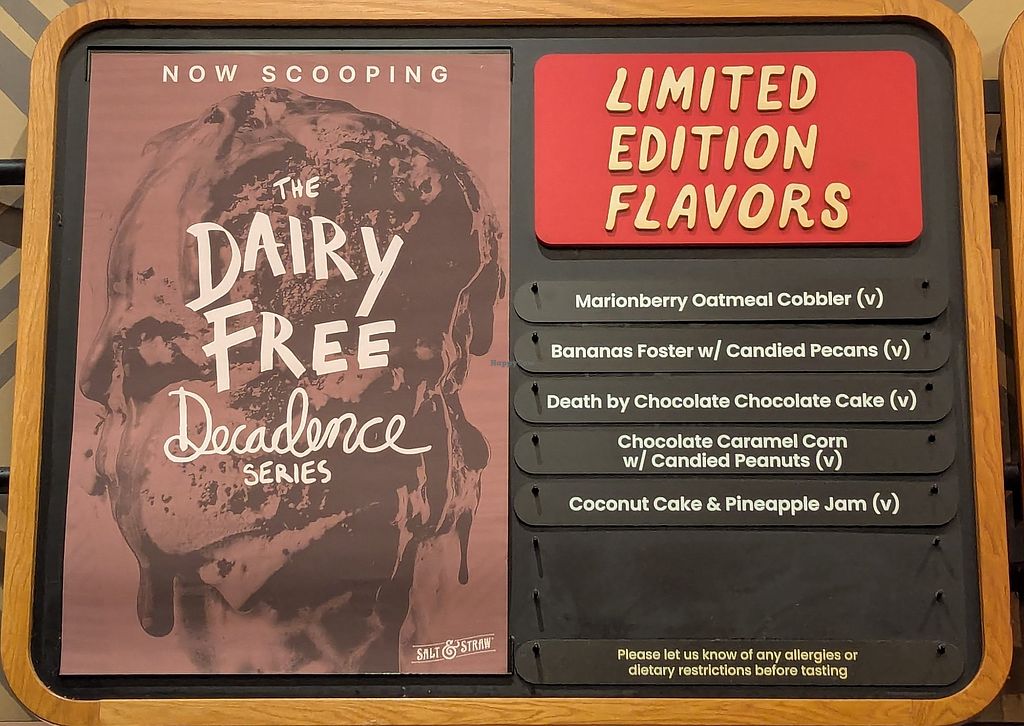 NOW SCOOPING
THE
DAIRY
FREE
Decadence
SERIES
SALT & STRAW
LIMITED
EDITION
FLAVORS
Marionberry Oatmeal Cobbler (v)
Bananas Foster w/ Candied Pecans (v)
Death by Chocolate Chocolate Cake (v)
Chocolate Caramel Corn
w/ Candied Peanuts (v)
Coconut Cake & Pineapple Jam (v)
Please let us know of any allergies or
dietary restrictions before tasting